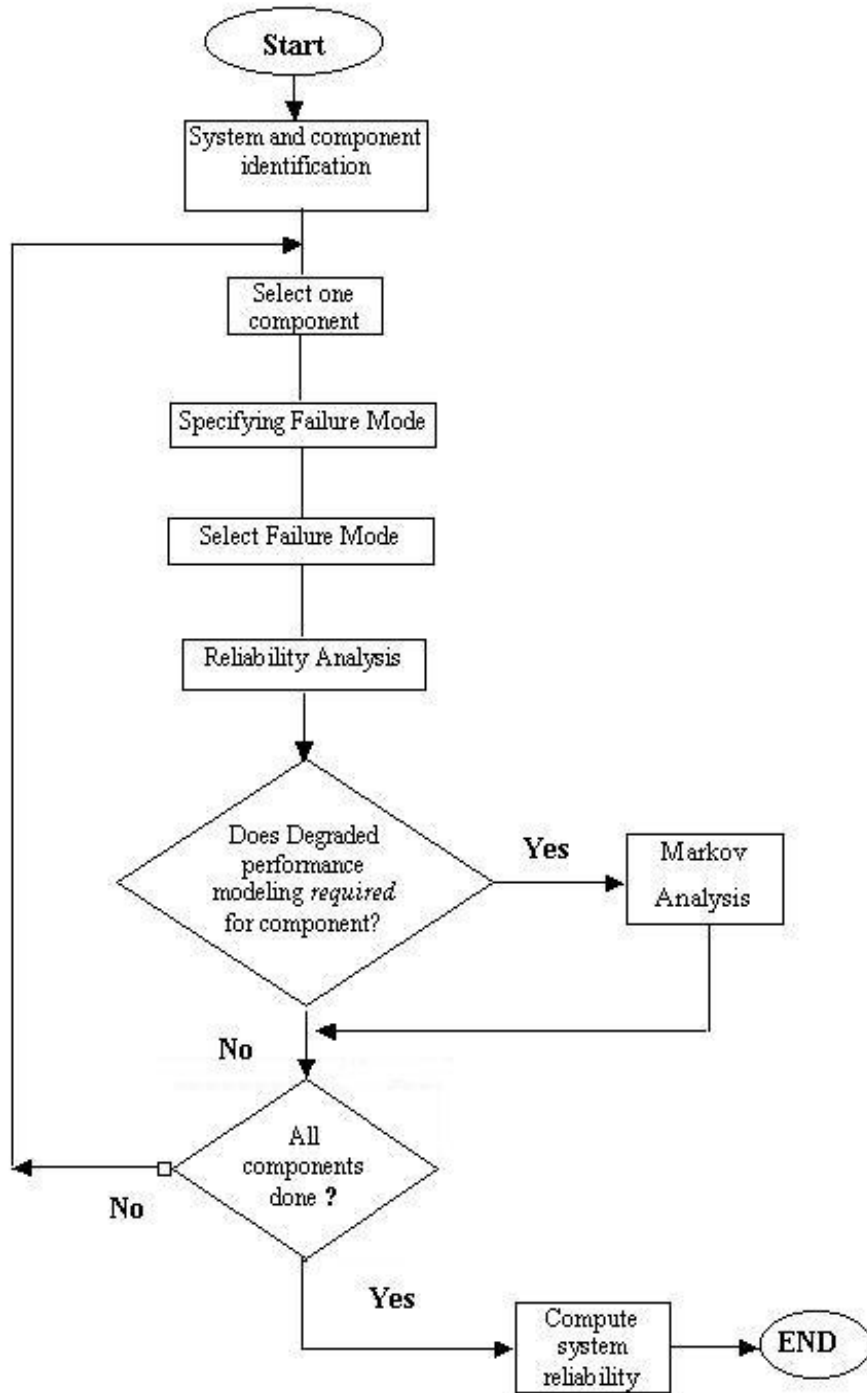 Start
System and component
identification
Select one
component
Specifying Failure Mode
Select Failure Mode
Reliability Analysis
Does Degraded
performance
modeling required
for component?
Yes
Markov
Analysis
No
All
components
done ?
No
Yes
Compute
system
reliability
END